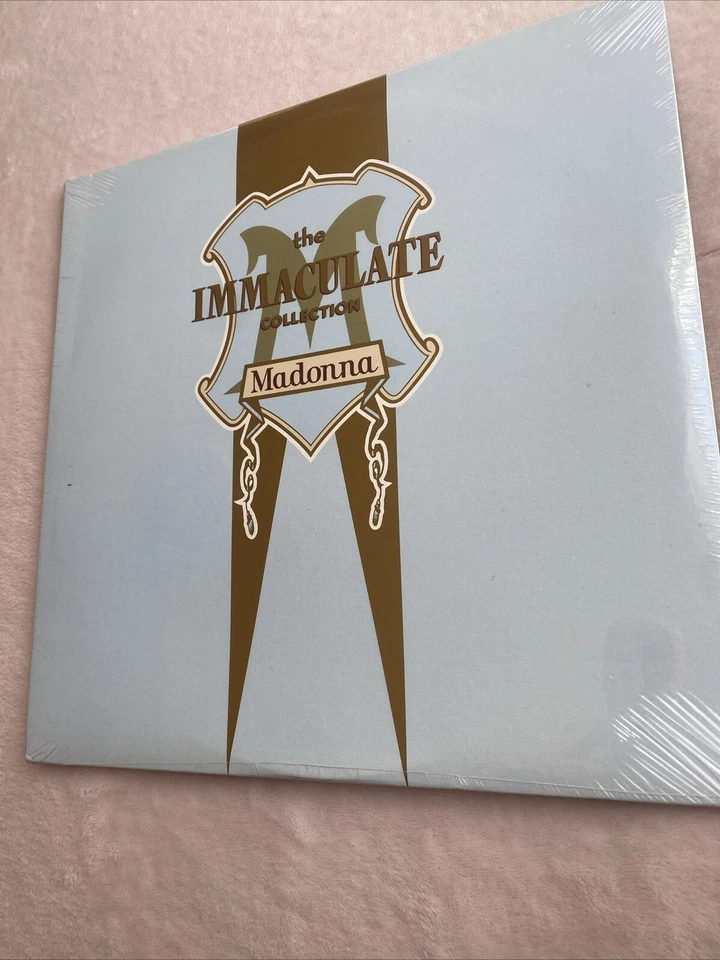 the
IMMACULATE
COLLECTION
Madonna